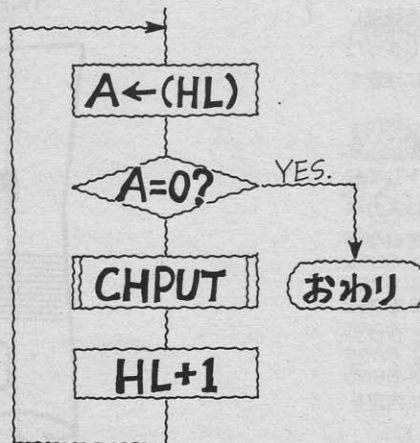 A←(HL)
A=0?
YES.
CHPUT
おわり
HL+1